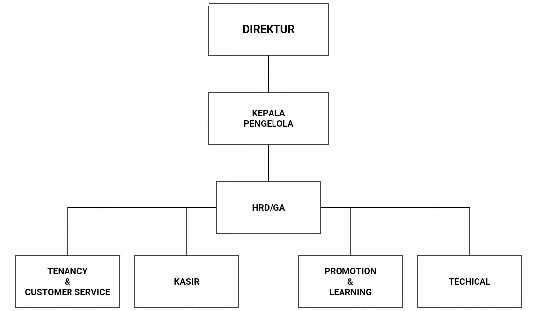 DIREKTUR
KEPALA
PENGELOLA
HRD/GA
TENANCY
&
CUSTOMER SERVICE
KASIR
PROMOTION
&
LEARNING
TECHICAL